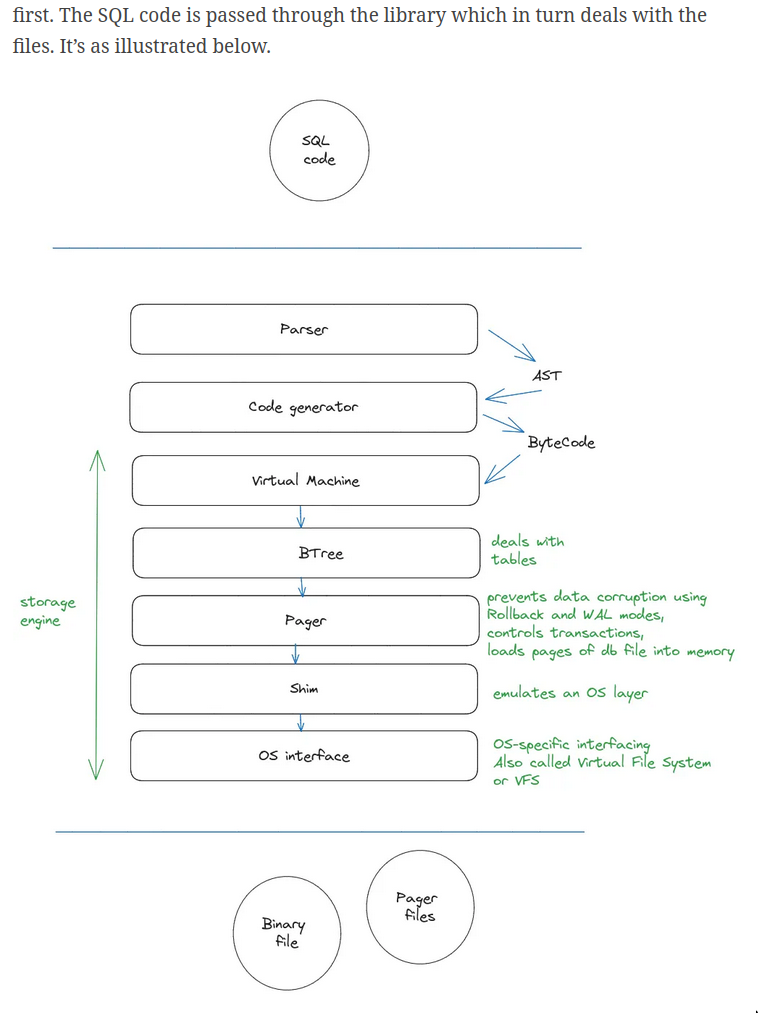 first. The SQL code is passed through the library which in turn deals with the
files. It’s as illustrated below.
SQL
code
Parser
AST
Code generator
ByteCode
Virtual Machine
BTree
deals with
tables
storage
engine
Pager
prevents data corruption using
Rollback and WAL modes,
controls transactions,
loads pages of db file into memory
Shim
emulates an OS layer
OS interface
OS-specific interfacing
Also called Virtual File System
or VFS
Binary
file
Pager
files